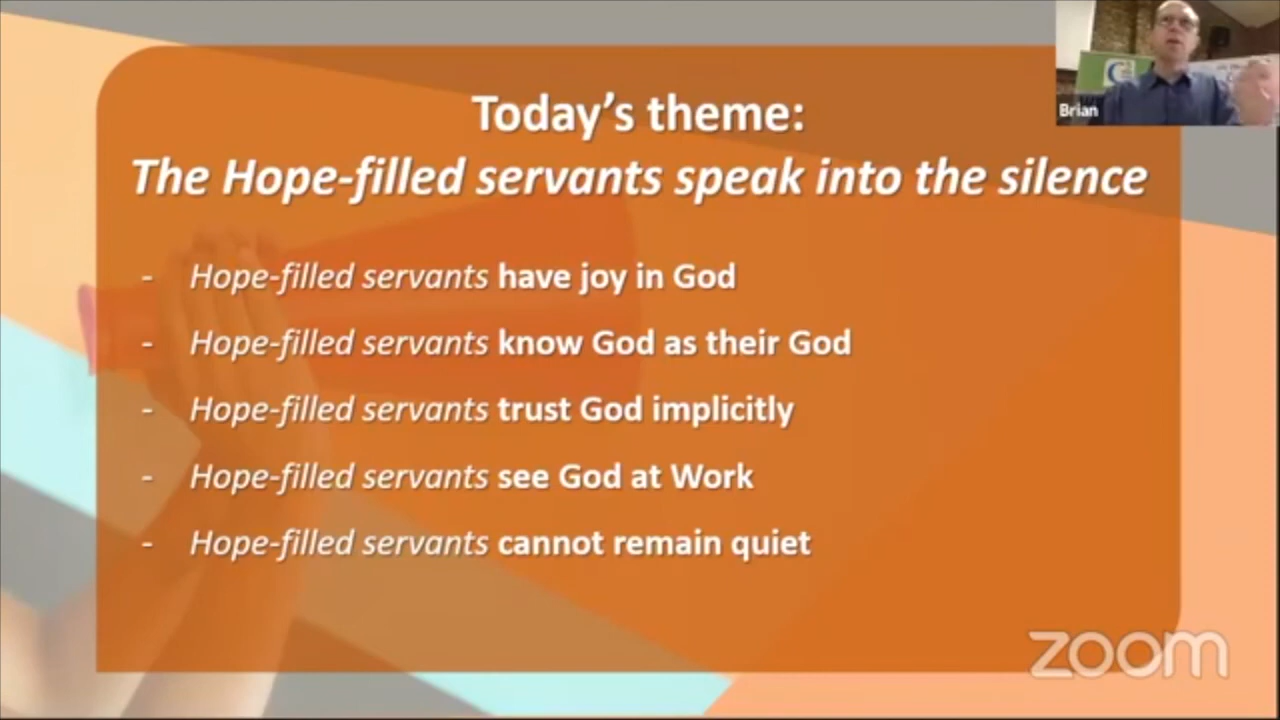 Today's theme:
The Hope-filled servants speak into the silence
- Hope-filled servants have joy in God
- Hope-filled servants know God as their God
- Hope-filled servants trust God implicitly
- Hope-filled servants see God at Work
- Hope-filled servants cannot remain quiet
Brian
zoom